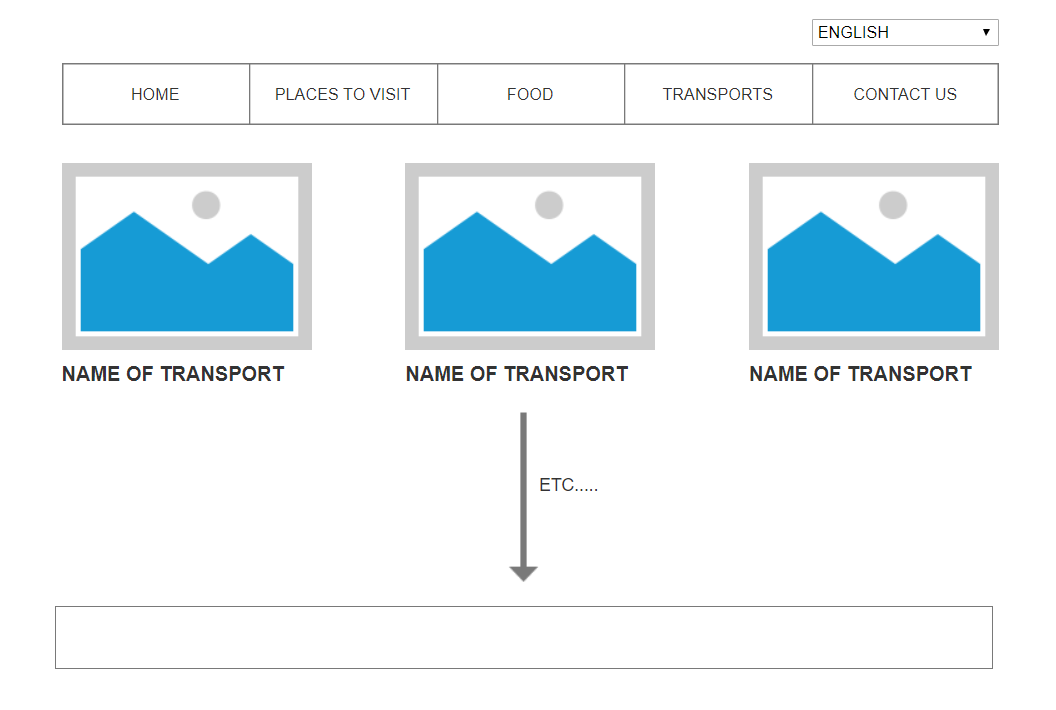 ENGLISH
HOME PLACES TO VISIT FOOD TRANSPORTS CONTACT US
NAME OF TRANSPORT NAME OF TRANSPORT NAME OF TRANSPORT
ETC.....